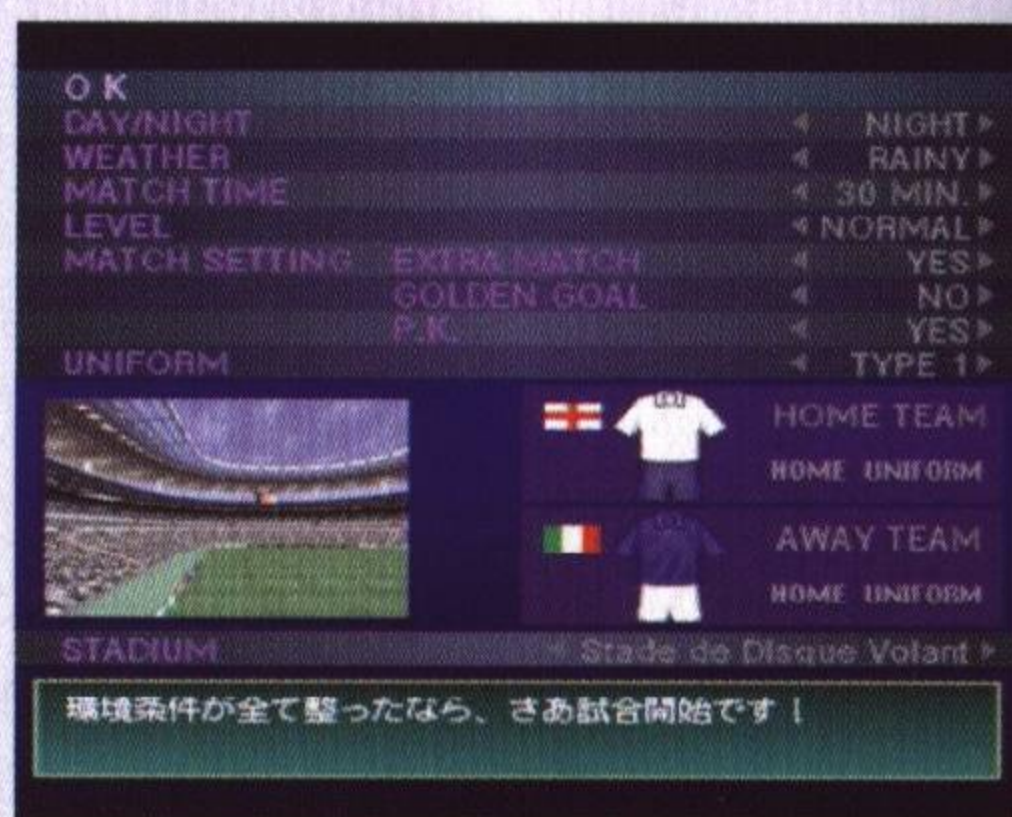 OK
DAY/NIGHT NIGHT
WEATHER RAINY
MATCH TIME 30 MIN.
LEVEL NORMAL
MATCH SETTING EXTRA MATCH YES
GOLDEN GOAL NO
P.K. YES
UNIFORM TYPE 1
HOME TEAM
HOME UNIFORM
AWAY TEAM
HOME UNIFORM
STADIUM Stade de Disque Volant
環境条件が全て整ったなら、さあ試合開始です！